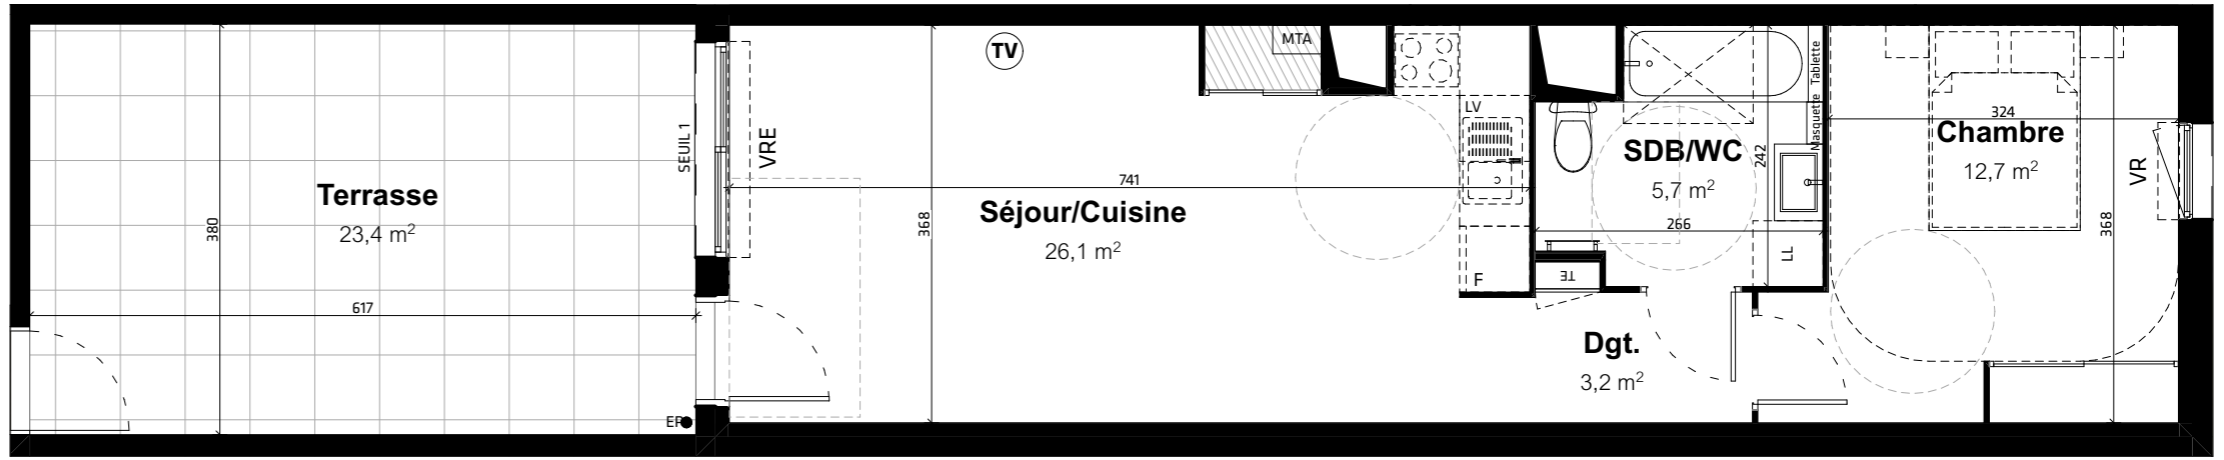 Terrasse
23,4 m²
380
617
EP
SEUIL 1
VRE
TV
MTA
741
Séjour/Cuisine
26,1 m²
368
LV
F
SDB/WC
5,7 m²
242
266
TE
LL
Masquette Tablette
Dgt.
3,2 m²
324
Chambre
12,7 m²
VR
368